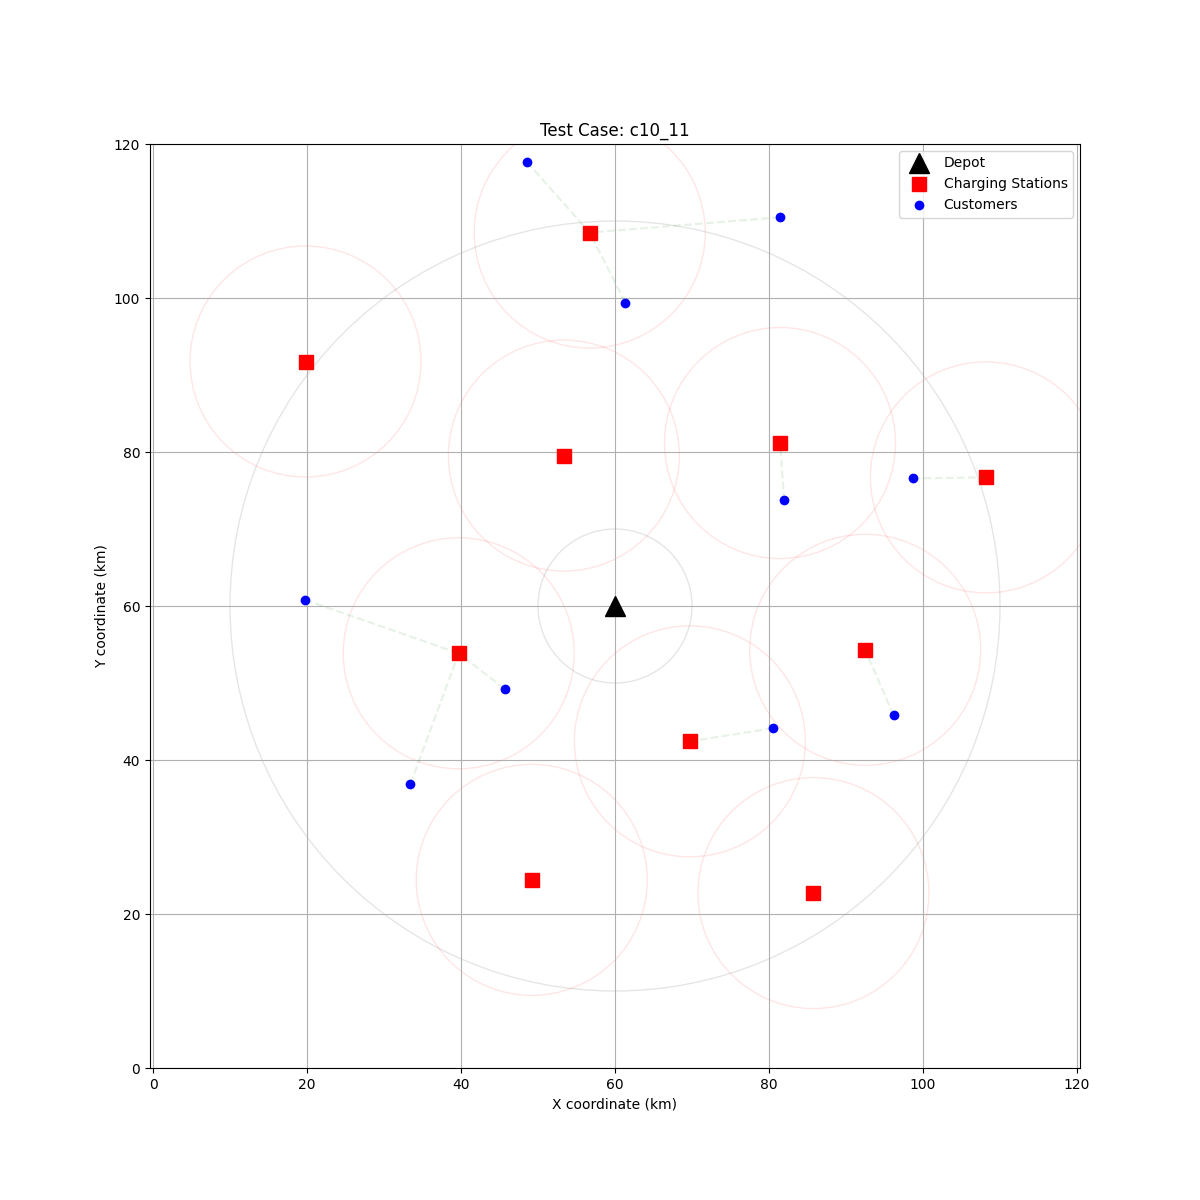 Test Case: c10_11
Depot
Charging Stations
Customers
120
100
80
60
40
20
0
Y coordinate (km)
0 20 40 60 80 100 120
X coordinate (km)